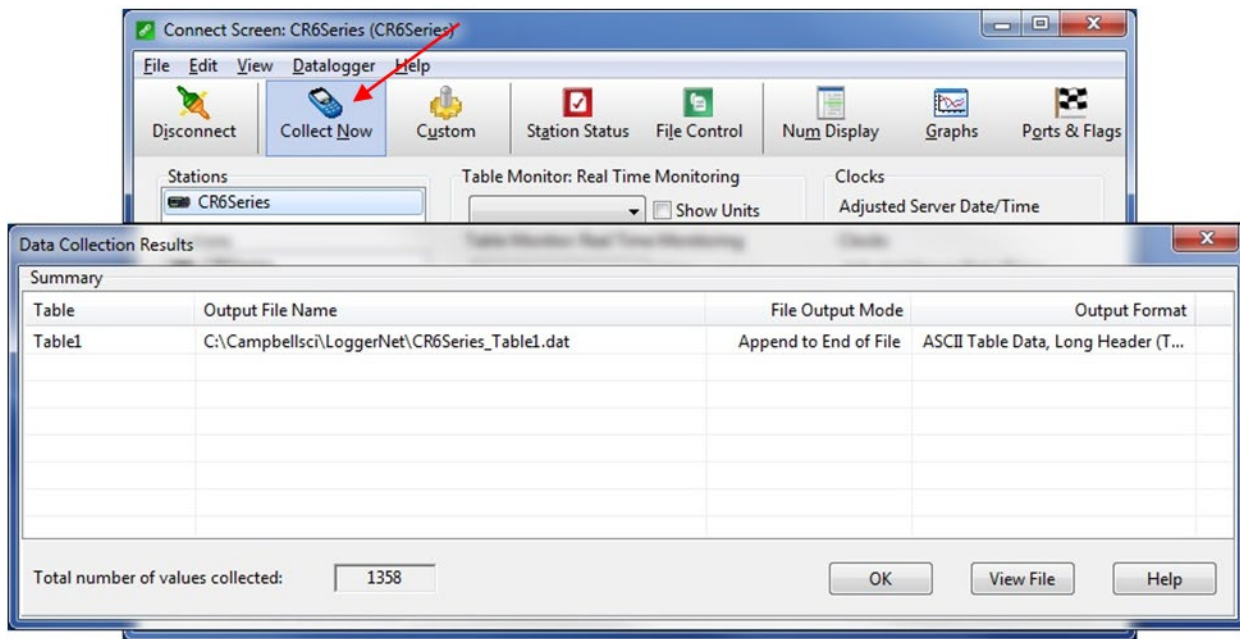 Connect Screen: CR6Series (CR6Series)
File Edit View Datalogger Help
Disconnect Collect Now Custom Station Status File Control Num Display Graphs Ports & Flags
Stations Table Monitor: Real Time Monitoring Clocks
CR6Series Show Units Adjusted Server Date/Time
Data Collection Results
Summary
Table Output File Name File Output Mode Output Format
Table1 C:\Campbellsci\LoggerNet\CR6Series_Table1.dat Append to End of File ASCII Table Data, Long Header (T...
Total number of values collected: 1358 OK View File Help